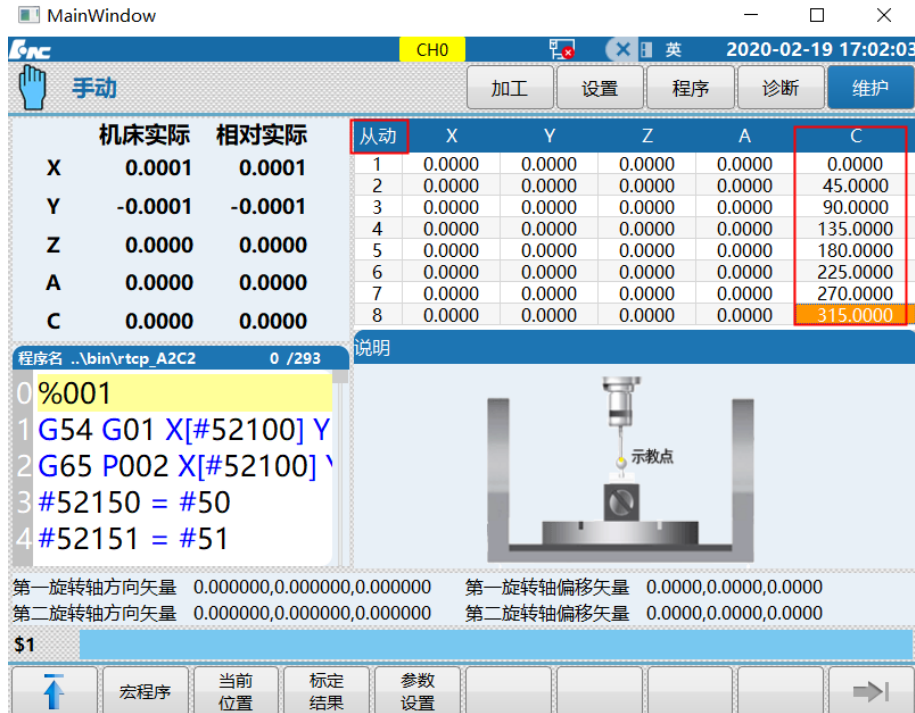 MainWindow
CH0 英 2020-02-19 17:02:03
手动 加工 设置 程序 诊断 维护
机床实际 相对实际
X 0.0001 0.0001
Y -0.0001 -0.0001
Z 0.0000 0.0000
A 0.0000 0.0000
C 0.0000 0.0000
从动 X Y Z A C
1 0.0000 0.0000 0.0000 0.0000 0.0000
2 0.0000 0.0000 0.0000 0.0000 45.0000
3 0.0000 0.0000 0.0000 0.0000 90.0000
4 0.0000 0.0000 0.0000 0.0000 135.0000
5 0.0000 0.0000 0.0000 0.0000 180.0000
6 0.0000 0.0000 0.0000 0.0000 225.0000
7 0.0000 0.0000 0.0000 0.0000 270.0000
8 0.0000 0.0000 0.0000 0.0000 315.0000
程序名 ..\bin\rtcp_A2C2 0 /293
0 %001
1 G54 G01 X[#52100] Y
2 G65 P002 X[#52100]
3 #52150 = #50
4 #52151 = #51
说明
示教点
第一旋转轴方向矢量 0.000000,0.000000,0.000000 第一旋转轴偏移矢量 0.0000,0.0000,0.0000
第二旋转轴方向矢量 0.000000,0.000000,0.000000 第二旋转轴偏移矢量 0.0000,0.0000,0.0000
$1
宏程序 当前位置 标定结果 参数设置